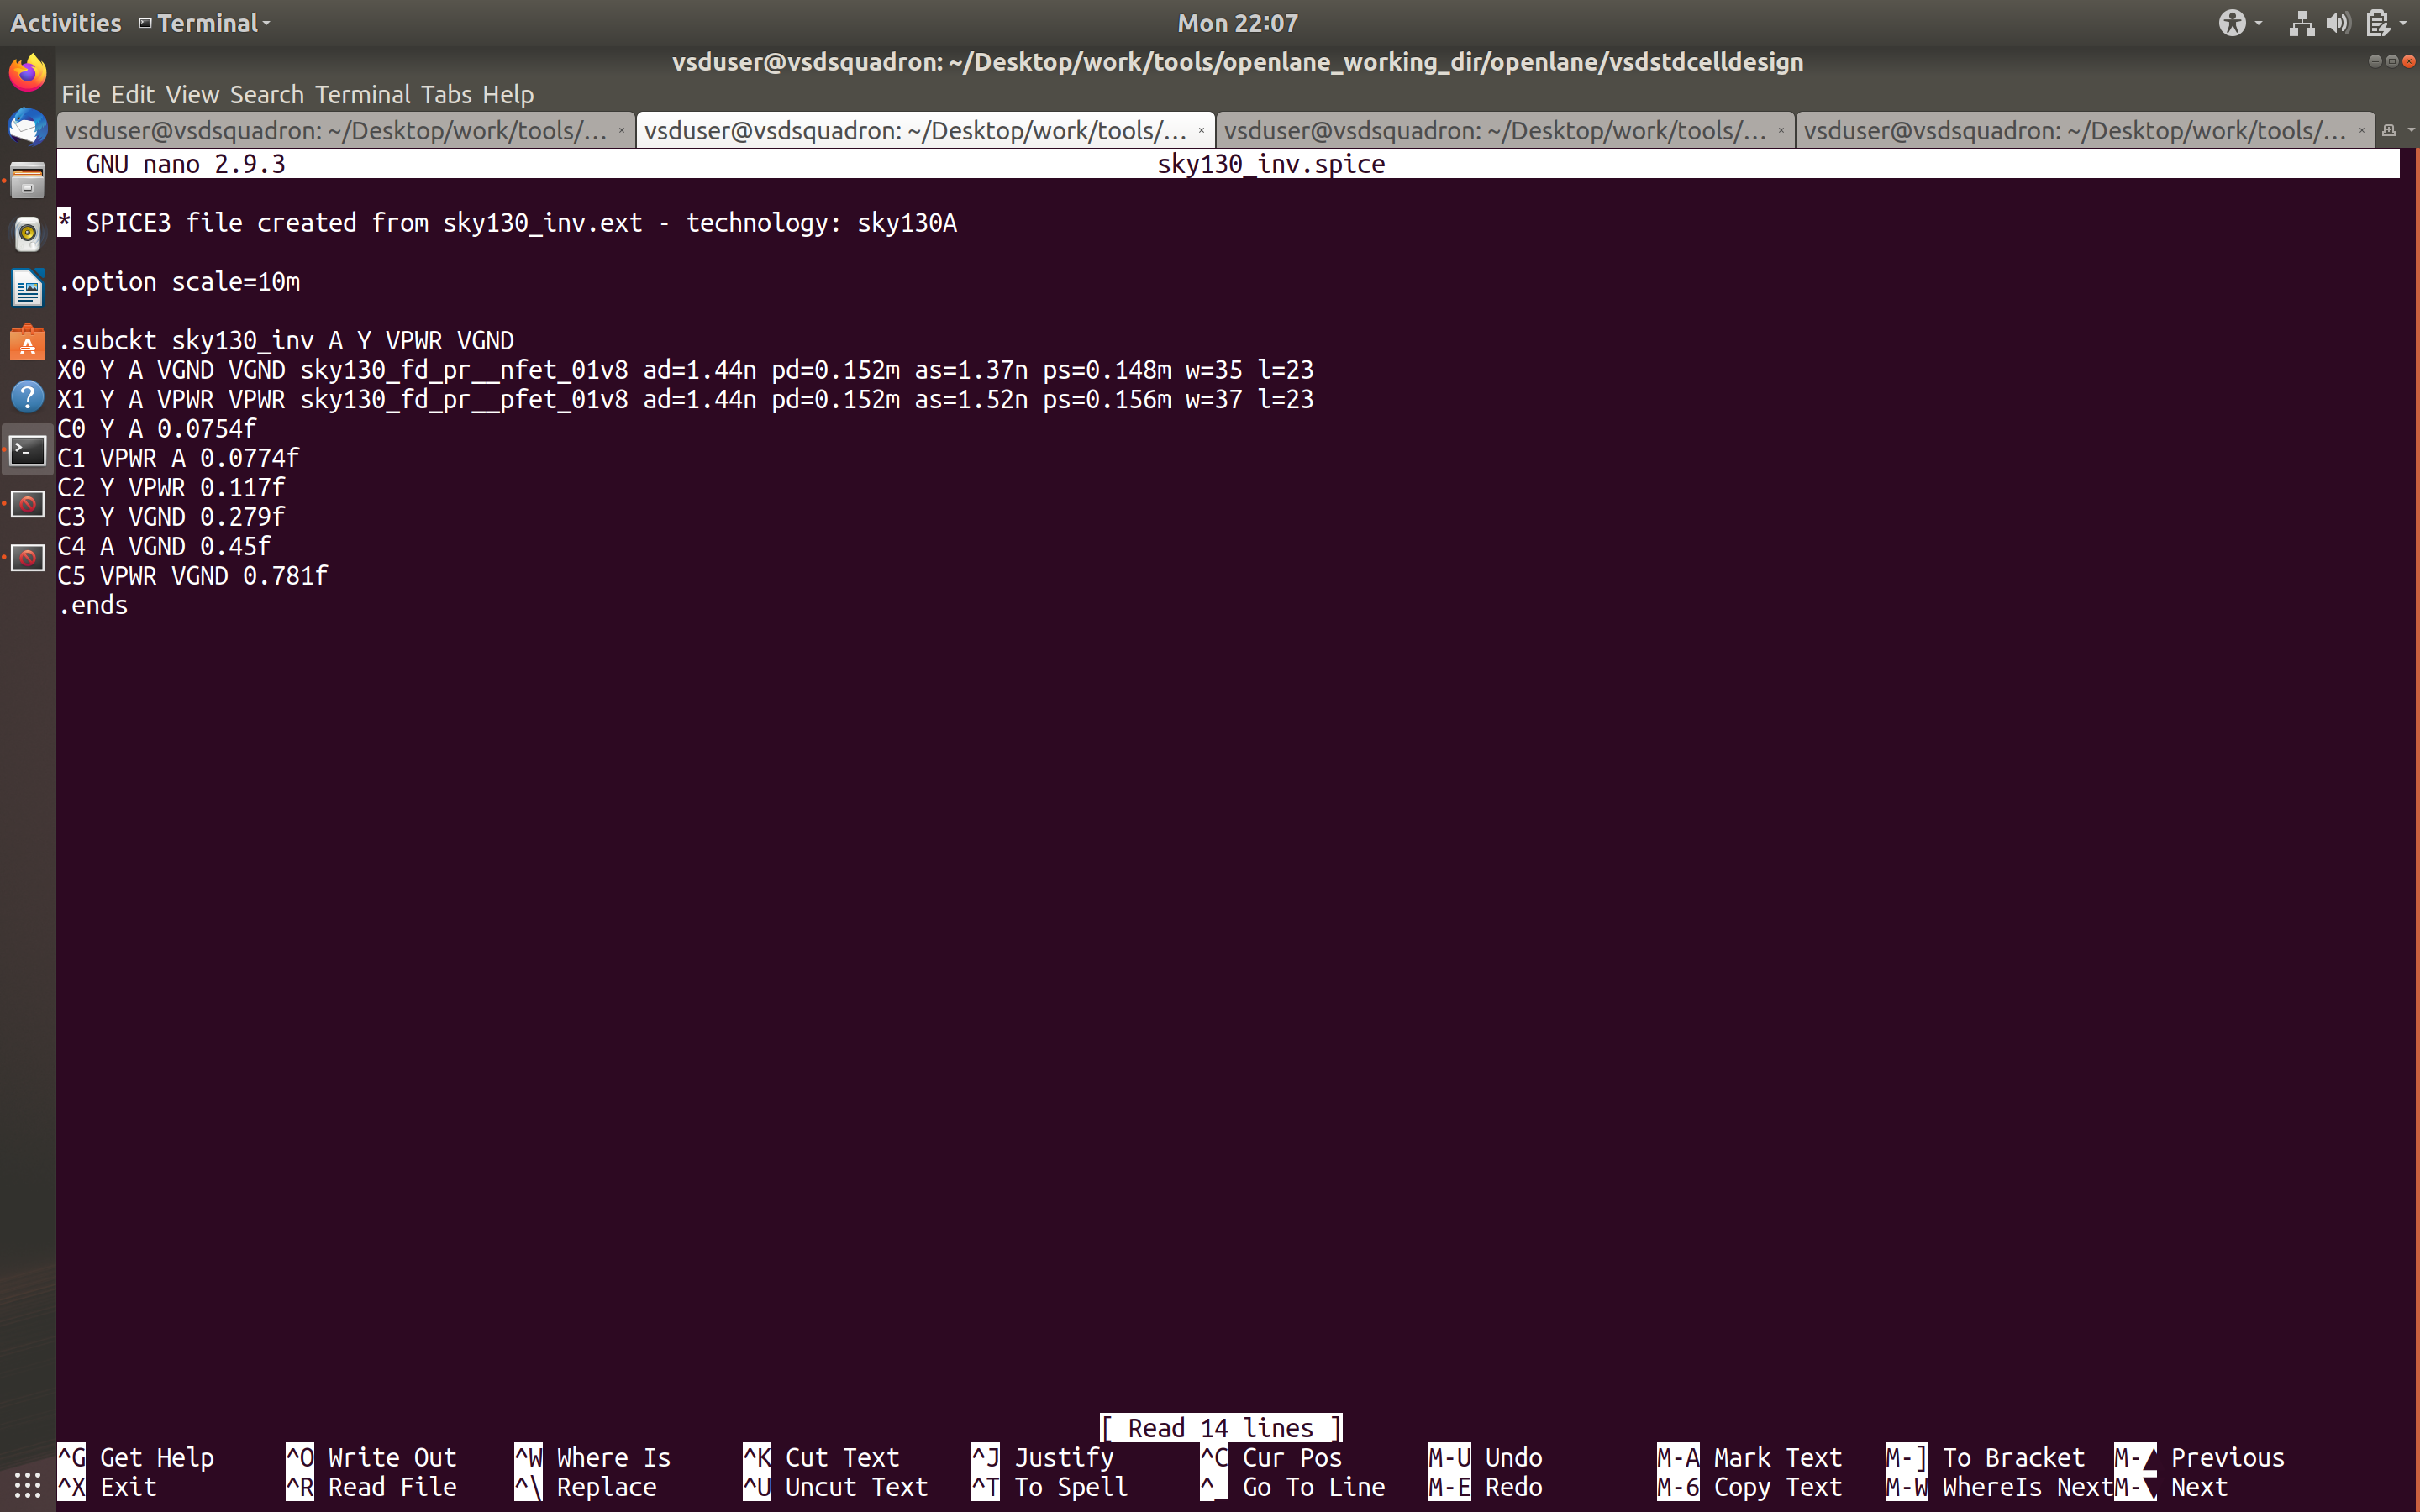 Activities Terminal Mon 22:07
vsduser@vsdsquadron: ~/Desktop/work/tools/openlane_working_dir/openlane/vsdstdcelldesign
File Edit View Search Terminal Tabs Help
vsduser@vsdsquadron: ~/Desktop/work/tools/... vsduser@vsdsquadron: ~/Desktop/work/tools/... vsduser@vsdsquadron: ~/Desktop/work/tools/... vsduser@vsdsquadron: ~/Desktop/work/tools/...
GNU nano 2.9.3 sky130_inv.spice
* SPICE3 file created from sky130_inv.ext - technology: sky130A
.option scale=10m
.subckt sky130_inv A Y VPWR VGND
X0 Y A VGND VGND sky130_fd_pr__nfet_01v8 ad=1.44n pd=0.152m as=1.37n ps=0.148m w=35 l=23
X1 Y A VPWR VPWR sky130_fd_pr__pfet_01v8 ad=1.44n pd=0.152m as=1.52n ps=0.156m w=37 l=23
C0 Y A 0.0754f
C1 VPWR A 0.0774f
C2 Y VPWR 0.117f
C3 Y VGND 0.279f
C4 A VGND 0.45f
C5 VPWR VGND 0.781f
.ends
[ Read 14 lines ]
^G Get Help ^O Write Out ^W Where Is ^K Cut Text ^J Justify ^C Cur Pos M-U Undo M-A Mark Text M-] To Bracket M-▲ Previous
^X Exit ^R Read File ^\ Replace ^U Uncut Text ^T To Spell ^_ Go To Line M-E Redo M-6 Copy Text M-W WhereIs Next M-▼ Next